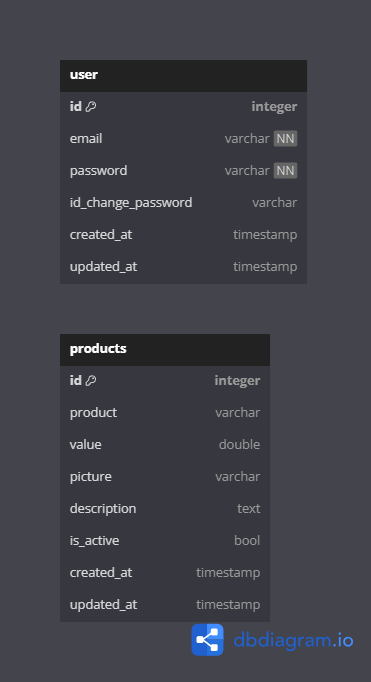 user
id integer
email varchar NN
password varchar NN
id_change_password varchar
created_at timestamp
updated_at timestamp
products
id integer
product varchar
value double
picture varchar
description text
is_active bool
created_at timestamp
updated_at timestamp
dbdiagram.io